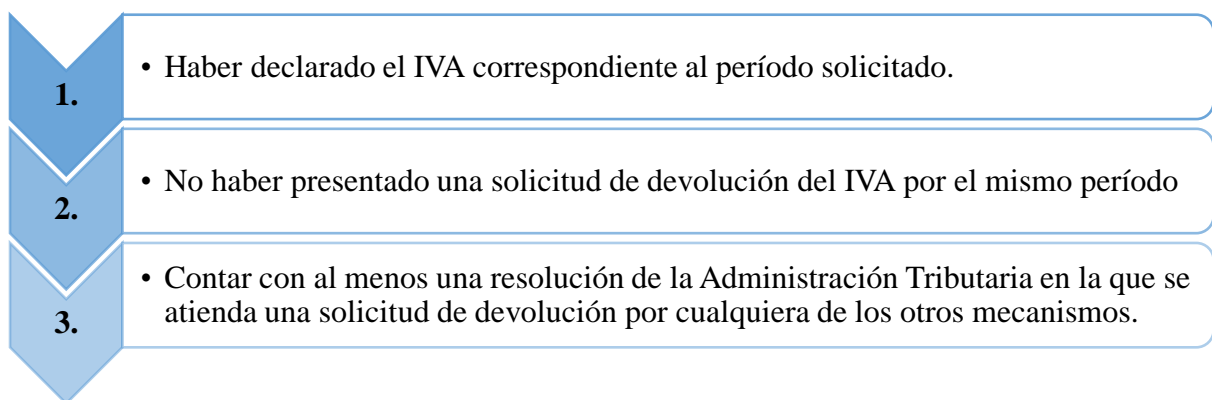 1.
• Haber declarado el IVA correspondiente al período solicitado.
2.
• No haber presentado una solicitud de devolución del IVA por el mismo período
3.
• Contar con al menos una resolución de la Administración Tributaria en la que se
atienda una solicitud de devolución por cualquiera de los otros mecanismos.